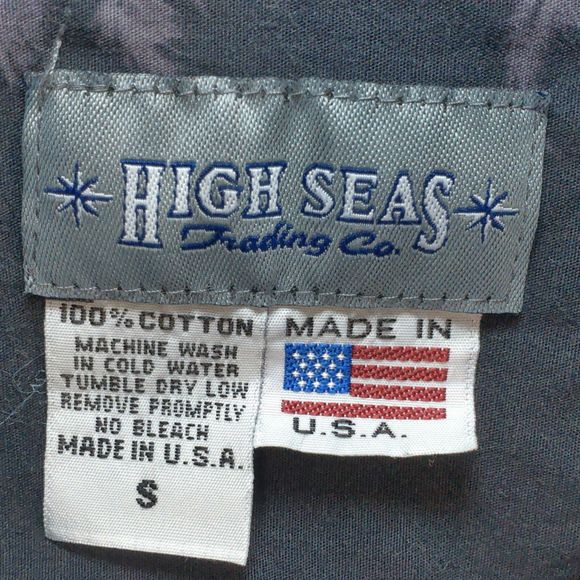 HIGH SEAS
Trading Co.
100% COTTON
MACHINE WASH
IN COLD WATER
TUMBLE DRY LOW
REMOVE PROMPTLY
NO BLEACH
MADE IN U.S.A.
S
MADE IN
U.S.A.